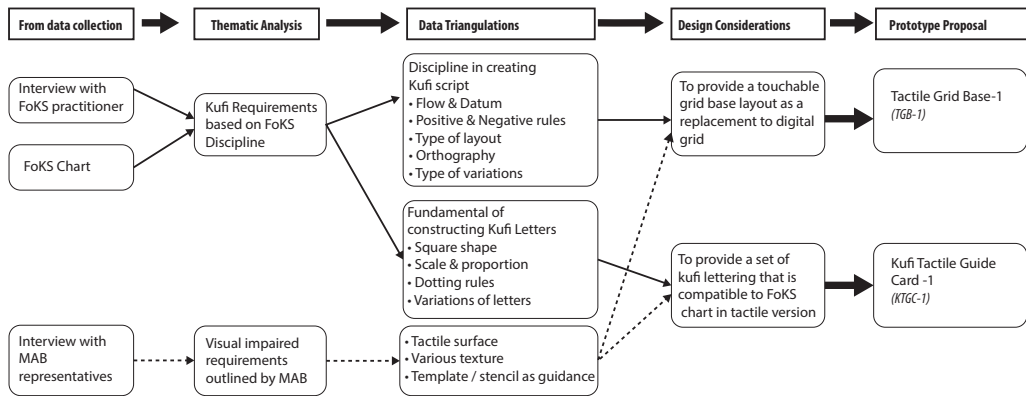 From data collection
Thematic Analysis
Data Triangulations
Design Considerations
Prototype Proposal
Interview with
FoKS practitioner
FoKS Chart
Kufi Requirements
based on FoKS
Discipline
Discipline in creating
Kufi script
• Flow & Datum
• Positive & Negative rules
• Type of layout
• Orthography
• Type of variations
To provide a touchable
grid base layout as a
replacement to digital
grid
Tactile Grid Base-1
(TGB-1)
Fundamental of
constructing Kufi Letters
• Square shape
• Scale & proportion
• Dotting rules
• Variations of letters
To provide a set of
kufi lettering that is
compatible to FoKS
chart in tactile version
Kufi Tactile Guide
Card -1
(KTGC-1)
Interview with
MAB
representatives
Visual impaired
requirements
outlined by MAB
• Tactile surface
• Various texture
• Template / stencil as guidance